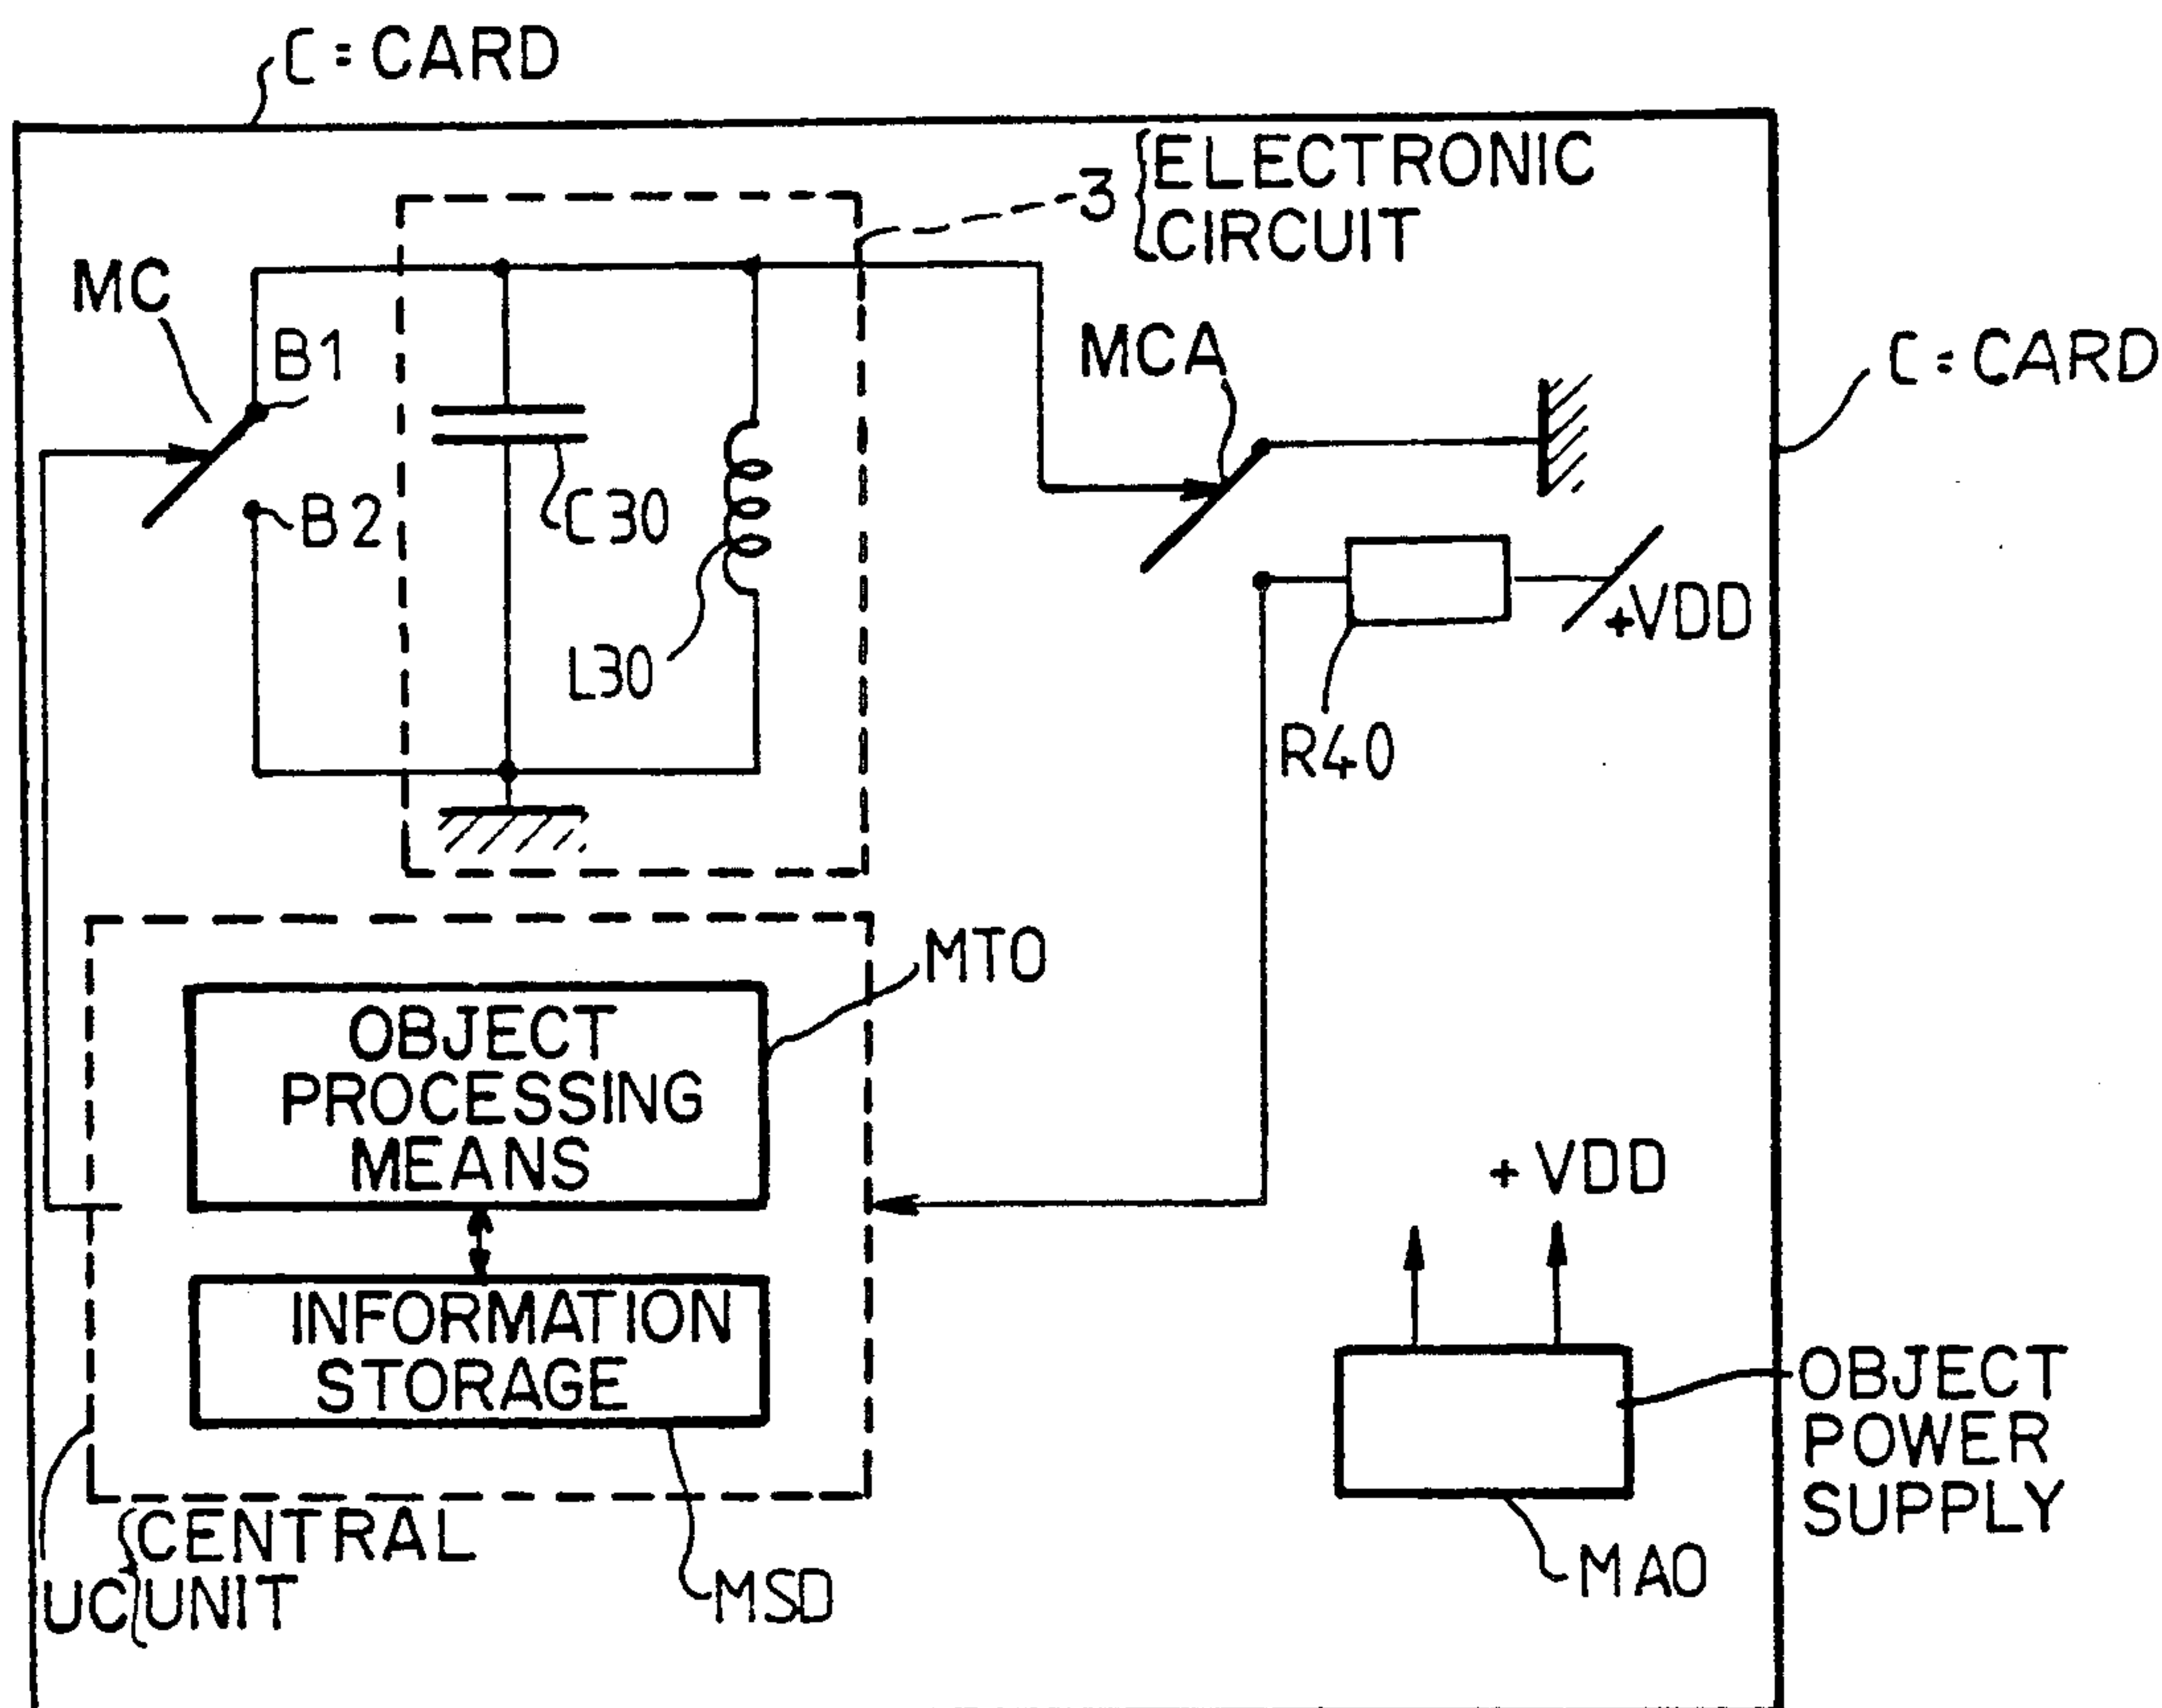 C = CARD
3 ELECTRONIC
CIRCUIT
MC
B1
MCA
C = CARD
B2
C30
+VDD
L30
R40
MTO
OBJECT
PROCESSING
MEANS
+ VDD
INFORMATION
STORAGE
OBJECT
POWER
SUPPLY
CENTRAL
UC UNIT
MSD
MAO